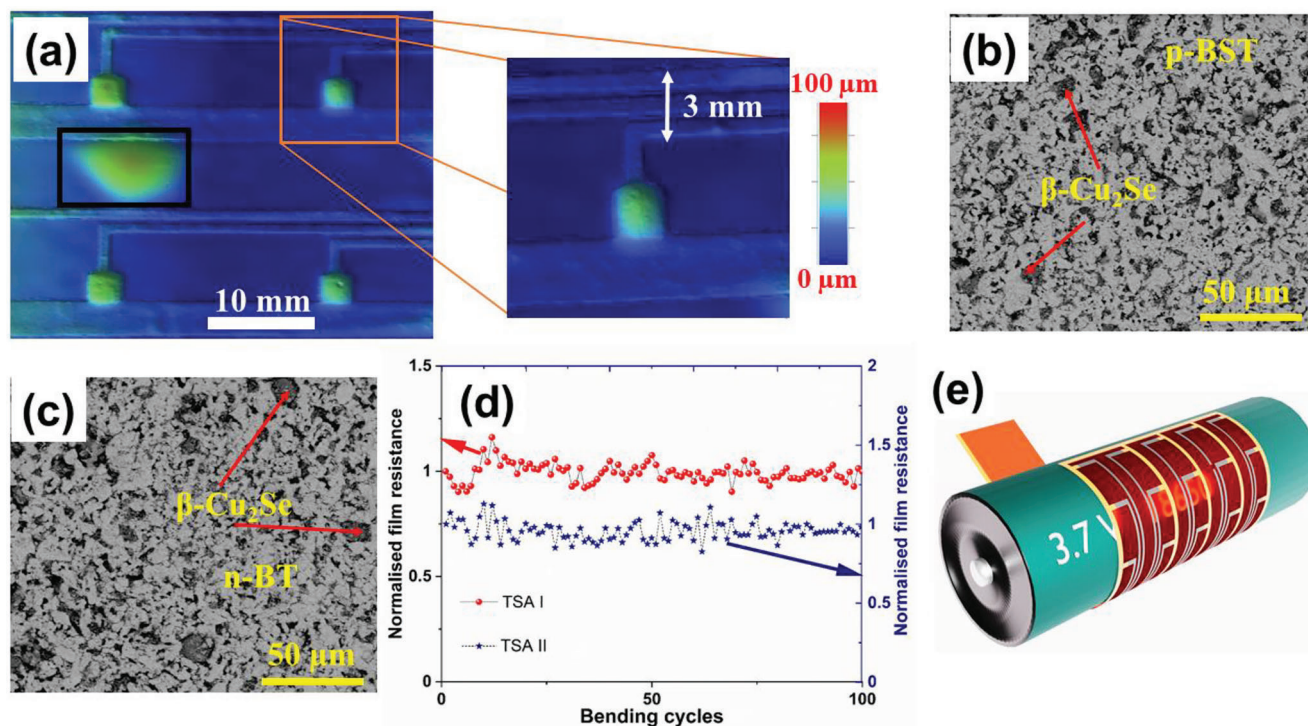 (a)
10 mm
3 mm
100 µm
0 µm
(b)
p-BST
β-Cu₂Se
50 µm
(c)
β-Cu₂Se
n-BT
50 µm
(d)
Normalised film resistance
1.5
1
0.5
0
2
1.5
1
0.5
0
Normalised film resistance
TSA I
TSA II
0
50
100
Bending cycles
(e)
3.7 V